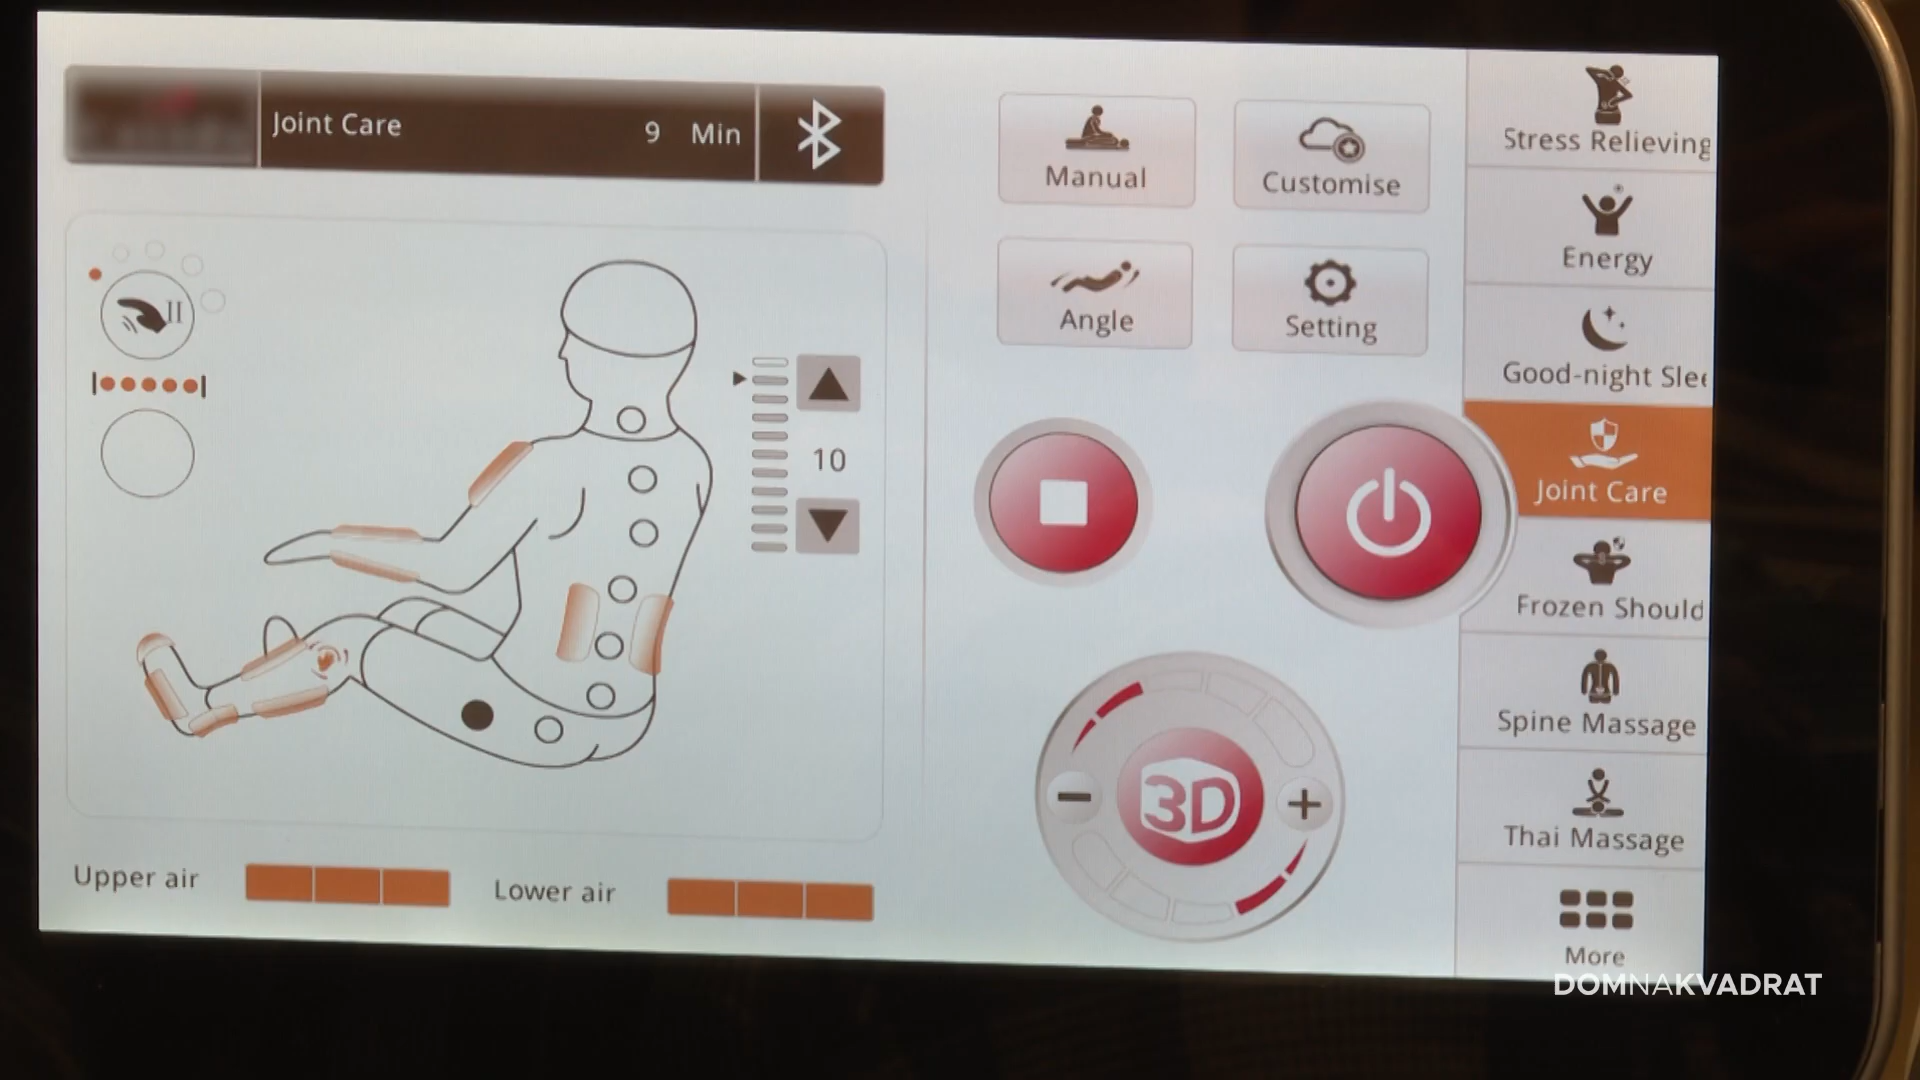 Joint Care 9 Min
Manual
Customise
Angle
Setting
II
10
3D
Upper air
Lower air
Stress Relieving
Energy
Good-night Slee
Joint Care
Frozen Should
Spine Massage
Thai Massage
More
DOMNAKVADRAT